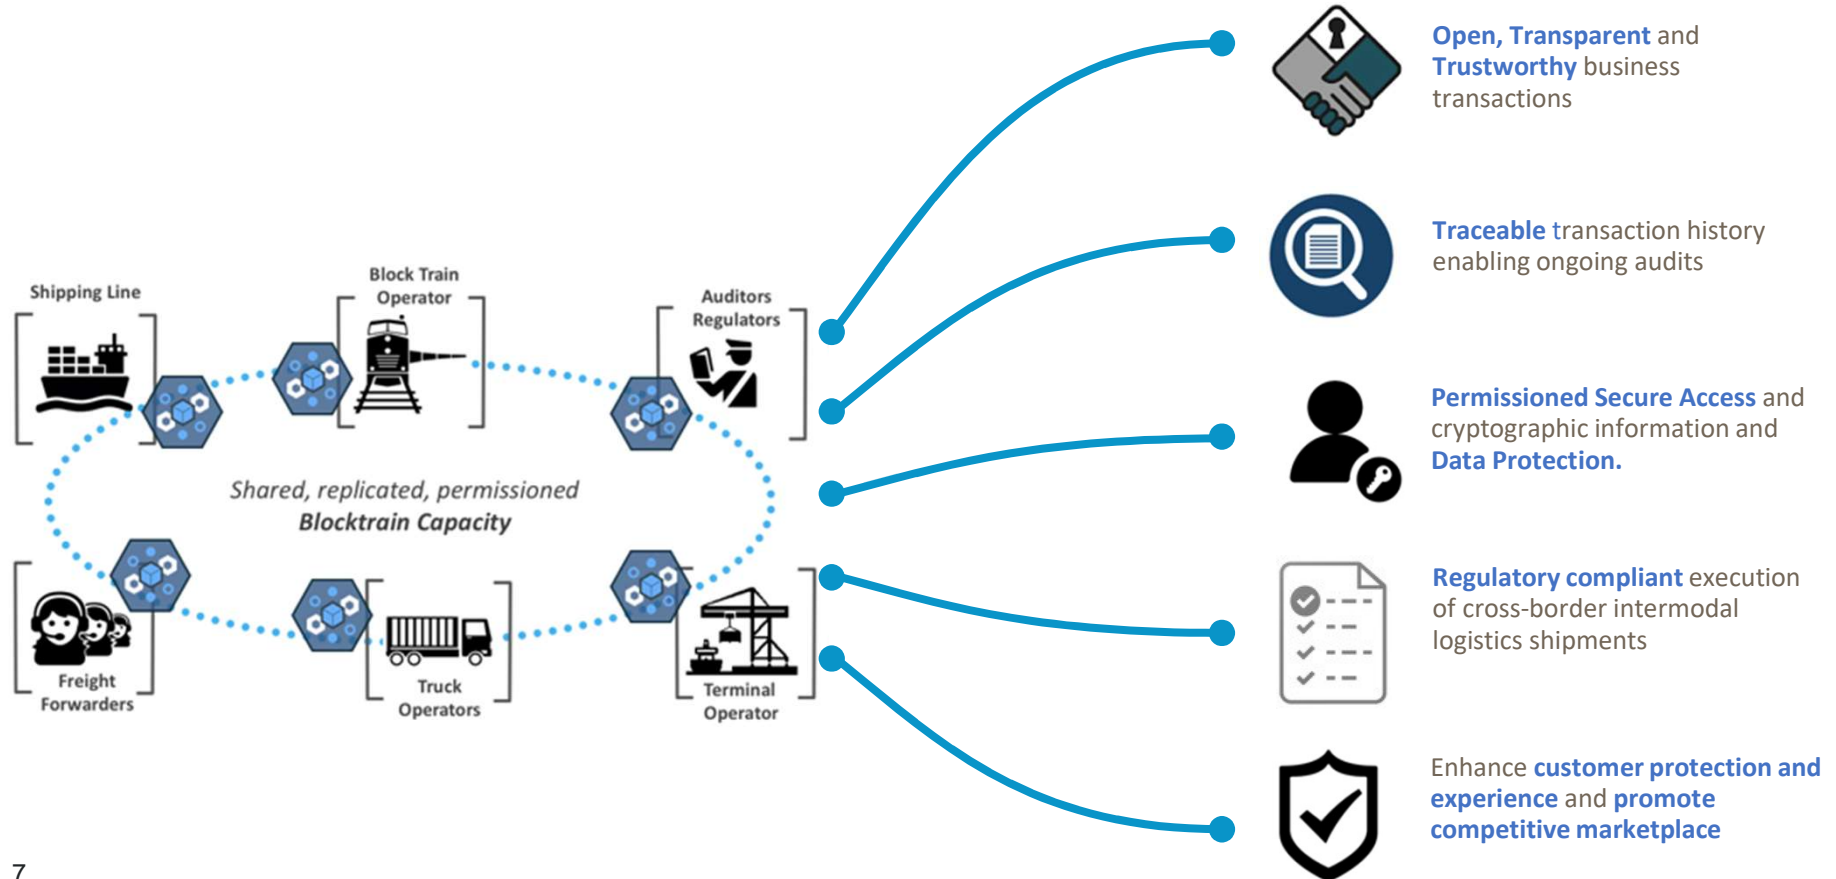 Shipping Line
Block Train
Operator
Auditors
Regulators
Shared, replicated, permissioned
Blocktrain Capacity
Freight
Forwarders
Truck
Operators
Terminal
Operator
Open, Transparent and
Trustworthy business
transactions
Traceable transaction history
enabling ongoing audits
Permissioned Secure Access and
cryptographic information and
Data Protection.
Regulatory compliant execution
of cross-border intermodal
logistics shipments
Enhance customer protection and
experience and promote
competitive marketplace
7